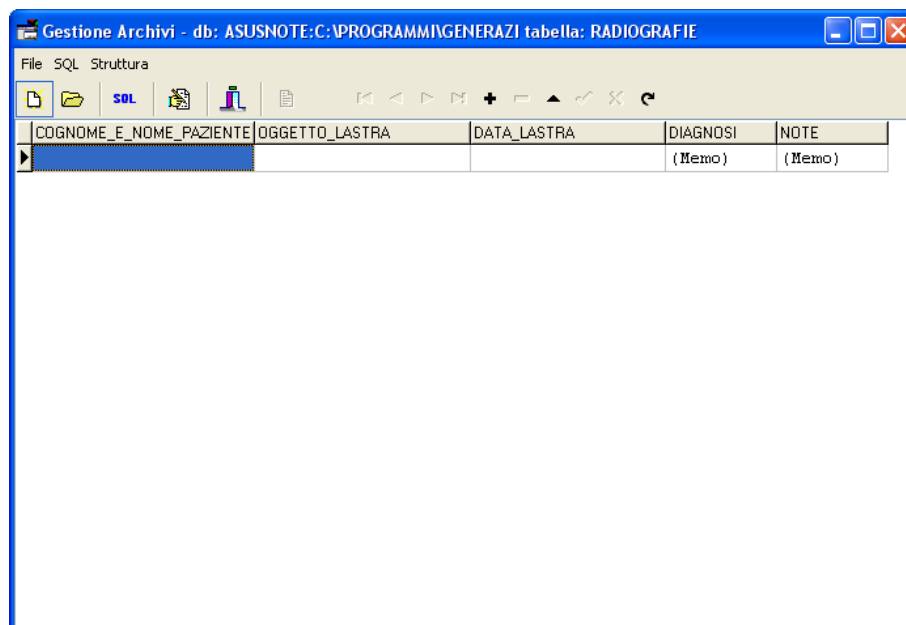 Gestione Archivi - db: ASUSNOTE:C:\PROGRAMMI\GENERAZI tabella: RADIOGRAFIE
File SQL Struttura
SQL
COGNOME_E_NOME_PAZIENTE OGGETTO_LASTRA DATA_LASTRA DIAGNOSI NOTE
(Memo) (Memo)